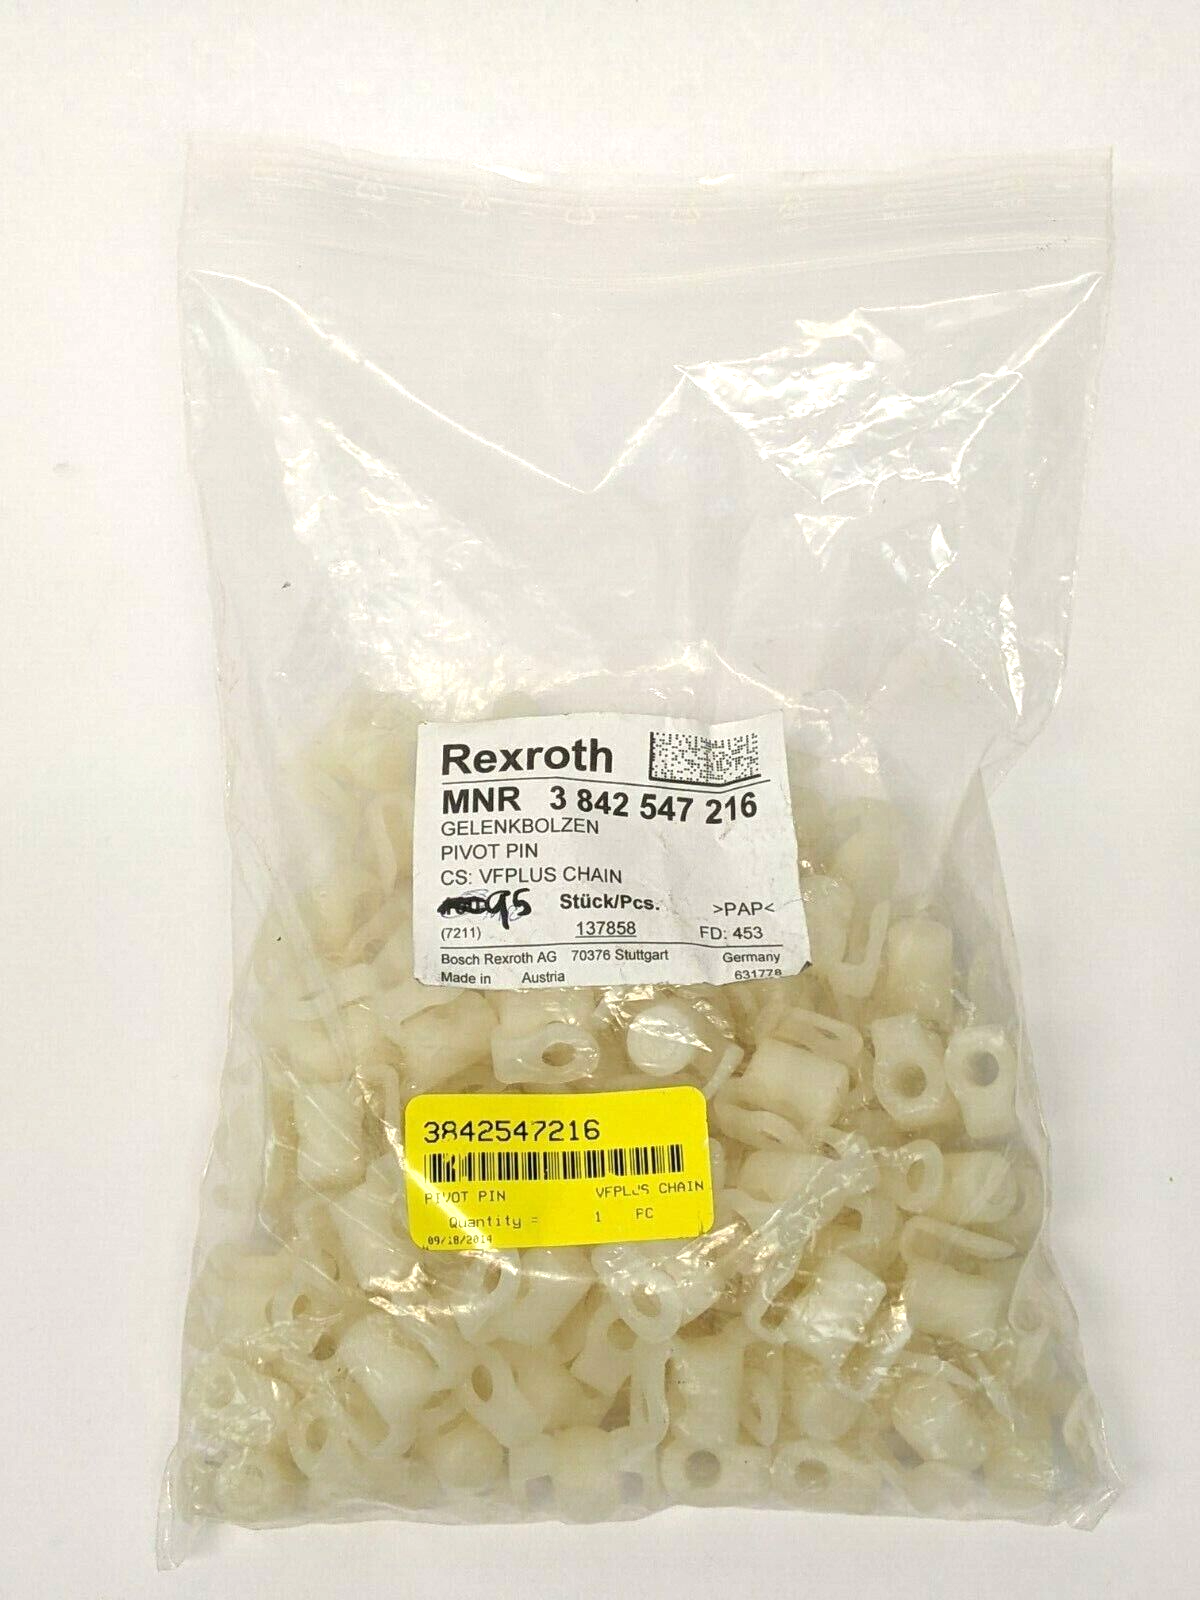 Rexroth
MNR 3 842 547 216
GELENKBOLZEN
PIVOT PIN
CS: VFPLUS CHAIN
95 Stück/Pcs. >PAP<
(7211) 137858 FD: 453
Bosch Rexroth AG 70376 Stuttgart Germany
Made in Austria 631778
3842547216
PIVOT PIN VFPLUS CHAIN
Quantity = 1 PC
09/18/2014